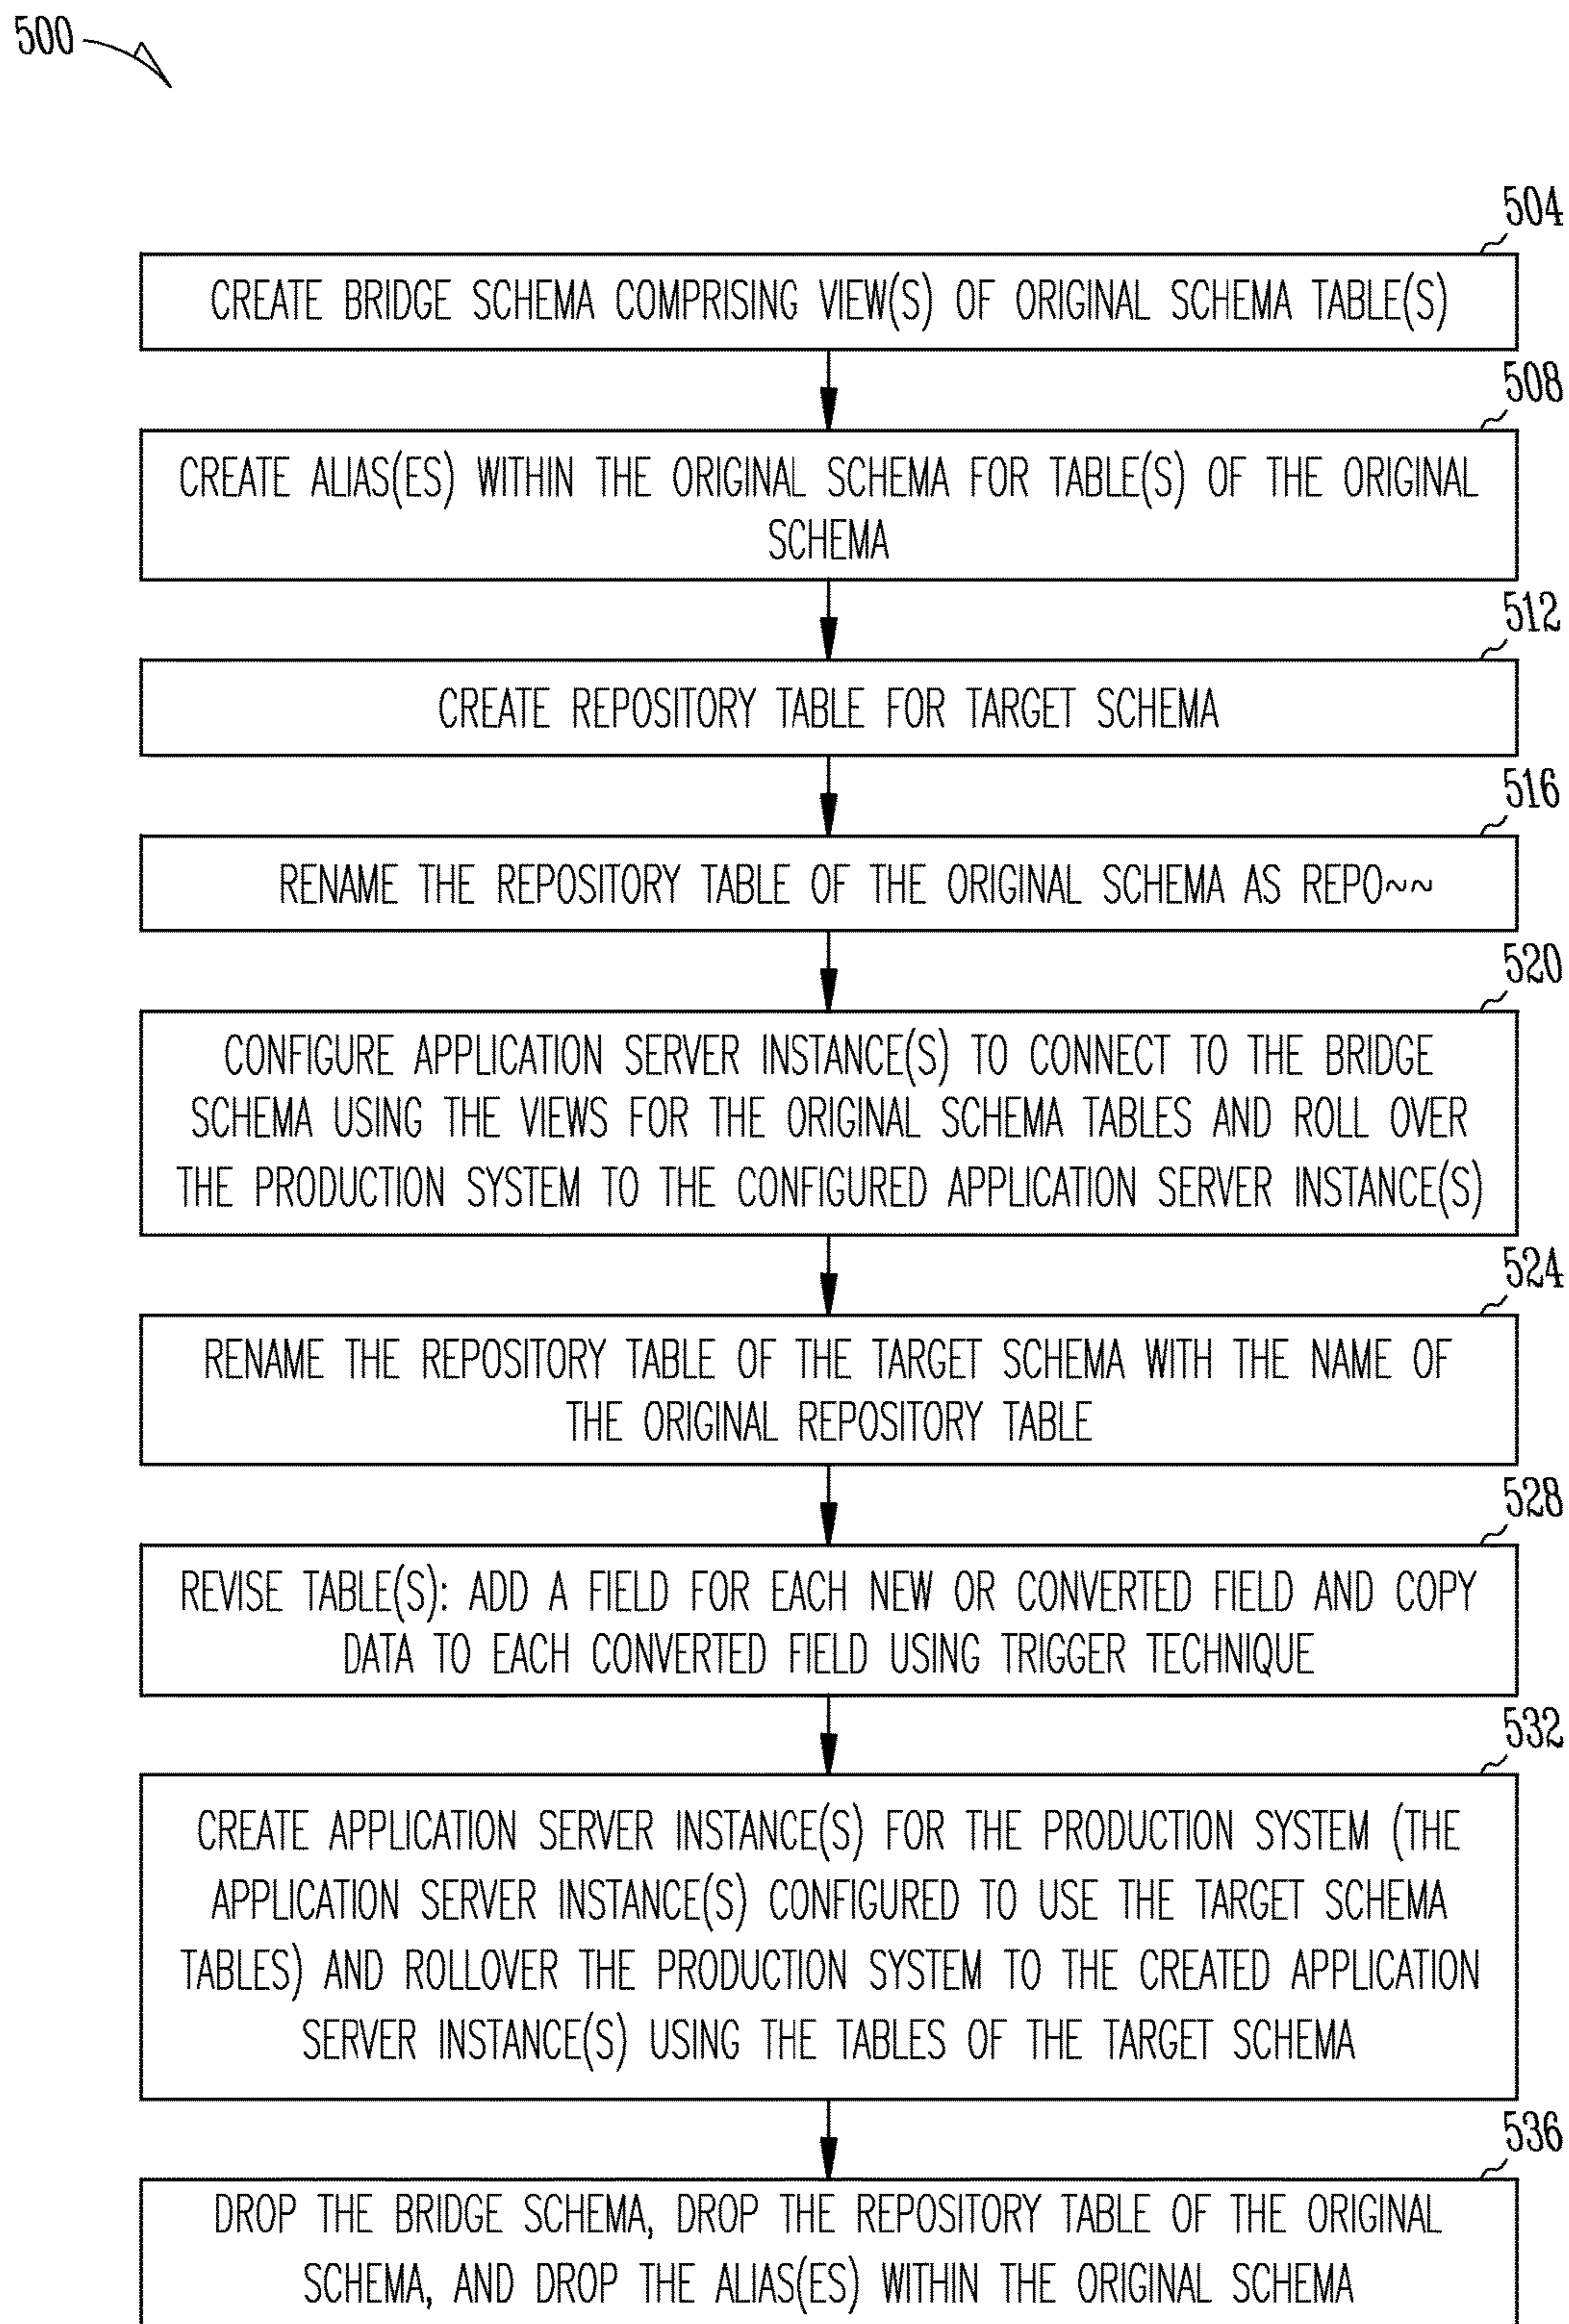 500
504
CREATE BRIDGE SCHEMA COMPRISING VIEW(S) OF ORIGINAL SCHEMA TABLE(S)
508
CREATE ALIAS(ES) WITHIN THE ORIGINAL SCHEMA FOR TABLE(S) OF THE ORIGINAL
SCHEMA
512
CREATE REPOSITORY TABLE FOR TARGET SCHEMA
516
RENAME THE REPOSITORY TABLE OF THE ORIGINAL SCHEMA AS REPO~~
520
CONFIGURE APPLICATION SERVER INSTANCE(S) TO CONNECT TO THE BRIDGE
SCHEMA USING THE VIEWS FOR THE ORIGINAL SCHEMA TABLES AND ROLL OVER
THE PRODUCTION SYSTEM TO THE CONFIGURED APPLICATION SERVER INSTANCE(S)
524
RENAME THE REPOSITORY TABLE OF THE TARGET SCHEMA WITH THE NAME OF
THE ORIGINAL REPOSITORY TABLE
528
REVISE TABLE(S): ADD A FIELD FOR EACH NEW OR CONVERTED FIELD AND COPY
DATA TO EACH CONVERTED FIELD USING TRIGGER TECHNIQUE
532
CREATE APPLICATION SERVER INSTANCE(S) FOR THE PRODUCTION SYSTEM (THE
APPLICATION SERVER INSTANCE(S) CONFIGURED TO USE THE TARGET SCHEMA
TABLES) AND ROLLOVER THE PRODUCTION SYSTEM TO THE CREATED APPLICATION
SERVER INSTANCE(S) USING THE TABLES OF THE TARGET SCHEMA
536
DROP THE BRIDGE SCHEMA, DROP THE REPOSITORY TABLE OF THE ORIGINAL
SCHEMA, AND DROP THE ALIAS(ES) WITHIN THE ORIGINAL SCHEMA